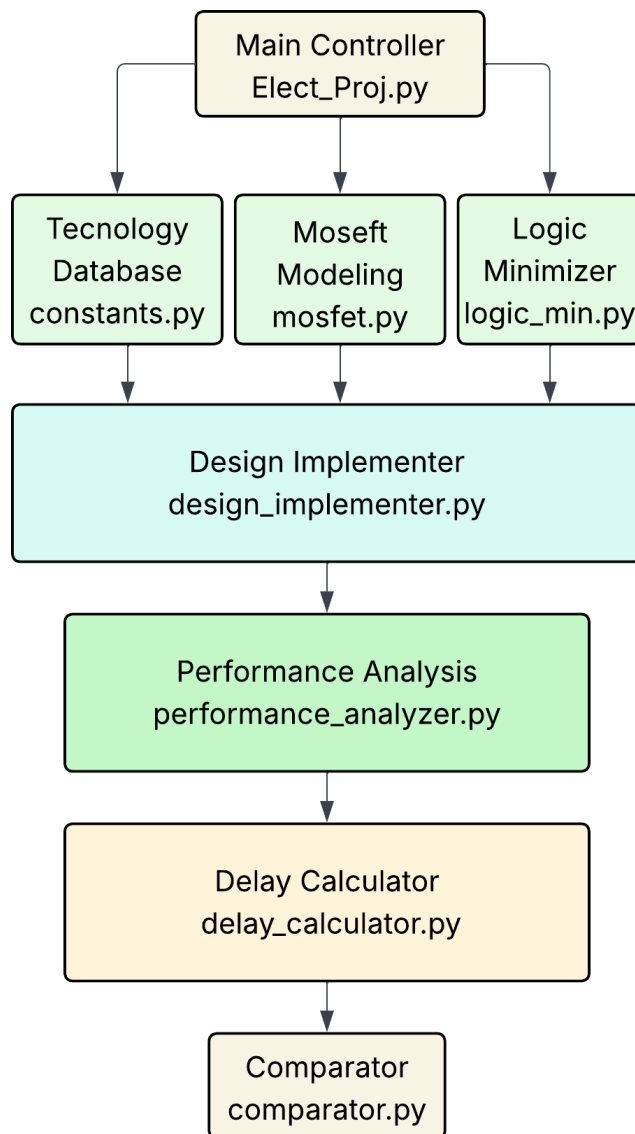 Main Controller
Elect_Proj.py
Tecnology
Database
constants.py
Moseft
Modeling
mosfet.py
Logic
Minimizer
logic_min.py
Design Implementer
design_implementer.py
Performance Analysis
performance_analyzer.py
Delay Calculator
delay_calculator.py
Comparator
comparator.py